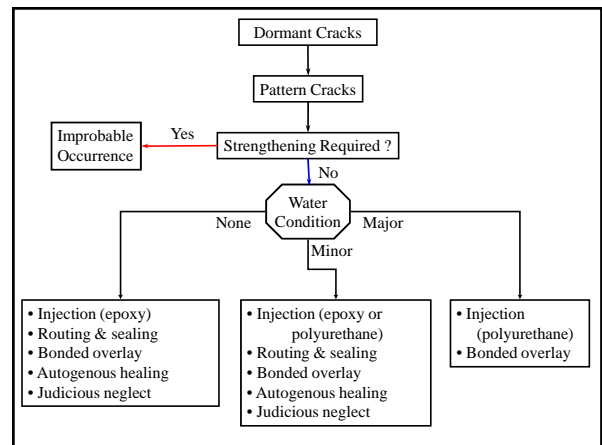 Dormant Cracks
Pattern Cracks
Improbable
Occurrence
Yes
Strengthening Required ?
No
Water
Condition
None
Major
Minor
• Injection (epoxy)
• Routing & sealing
• Bonded overlay
• Autogenous healing
• Judicious neglect
• Injection (epoxy or
polyurethane)
• Routing & sealing
• Bonded overlay
• Autogenous healing
• Judicious neglect
• Injection
(polyurethane)
• Bonded overlay